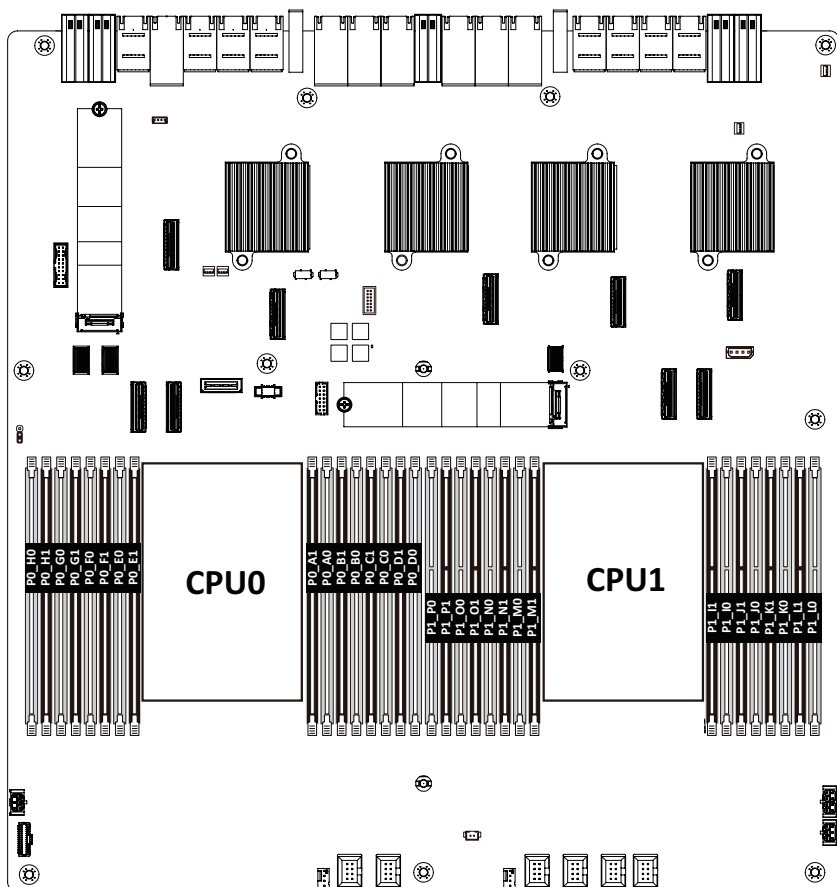 P0_H0
P0_H1
P0_G0
P0_G1
P0_F0
P0_F1
P0_E0
P0_E1
CPU0
P0_A1
P0_A0
P0_B1
P0_B0
P0_C1
P0_C0
P0_D1
P0_D0
P1_P0
P1_P1
P1_O0
P1_O1
P1_N0
P1_N1
P1_M0
P1_M1
CPU1
P1_I1
P1_I0
P1_J1
P1_J0
P1_K1
P1_K0
P1_L1
P1_L0